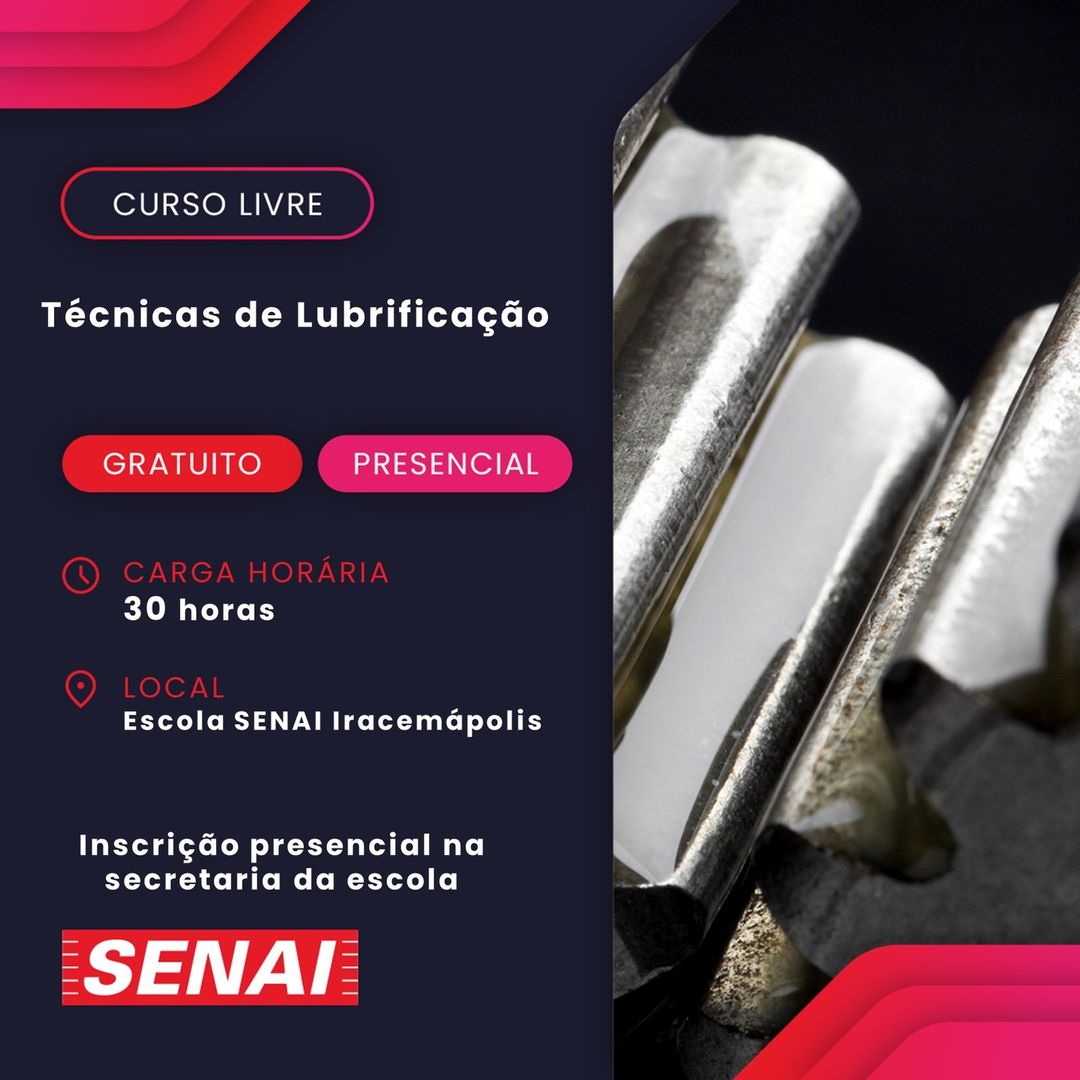 CURSO LIVRE
Técnicas de Lubrificação
GRATUITO PRESENCIAL
CARGA HORÁRIA
30 horas
LOCAL
Escola SENAI Iracemápolis
Inscrição presencial na
secretaria da escola
SENAI